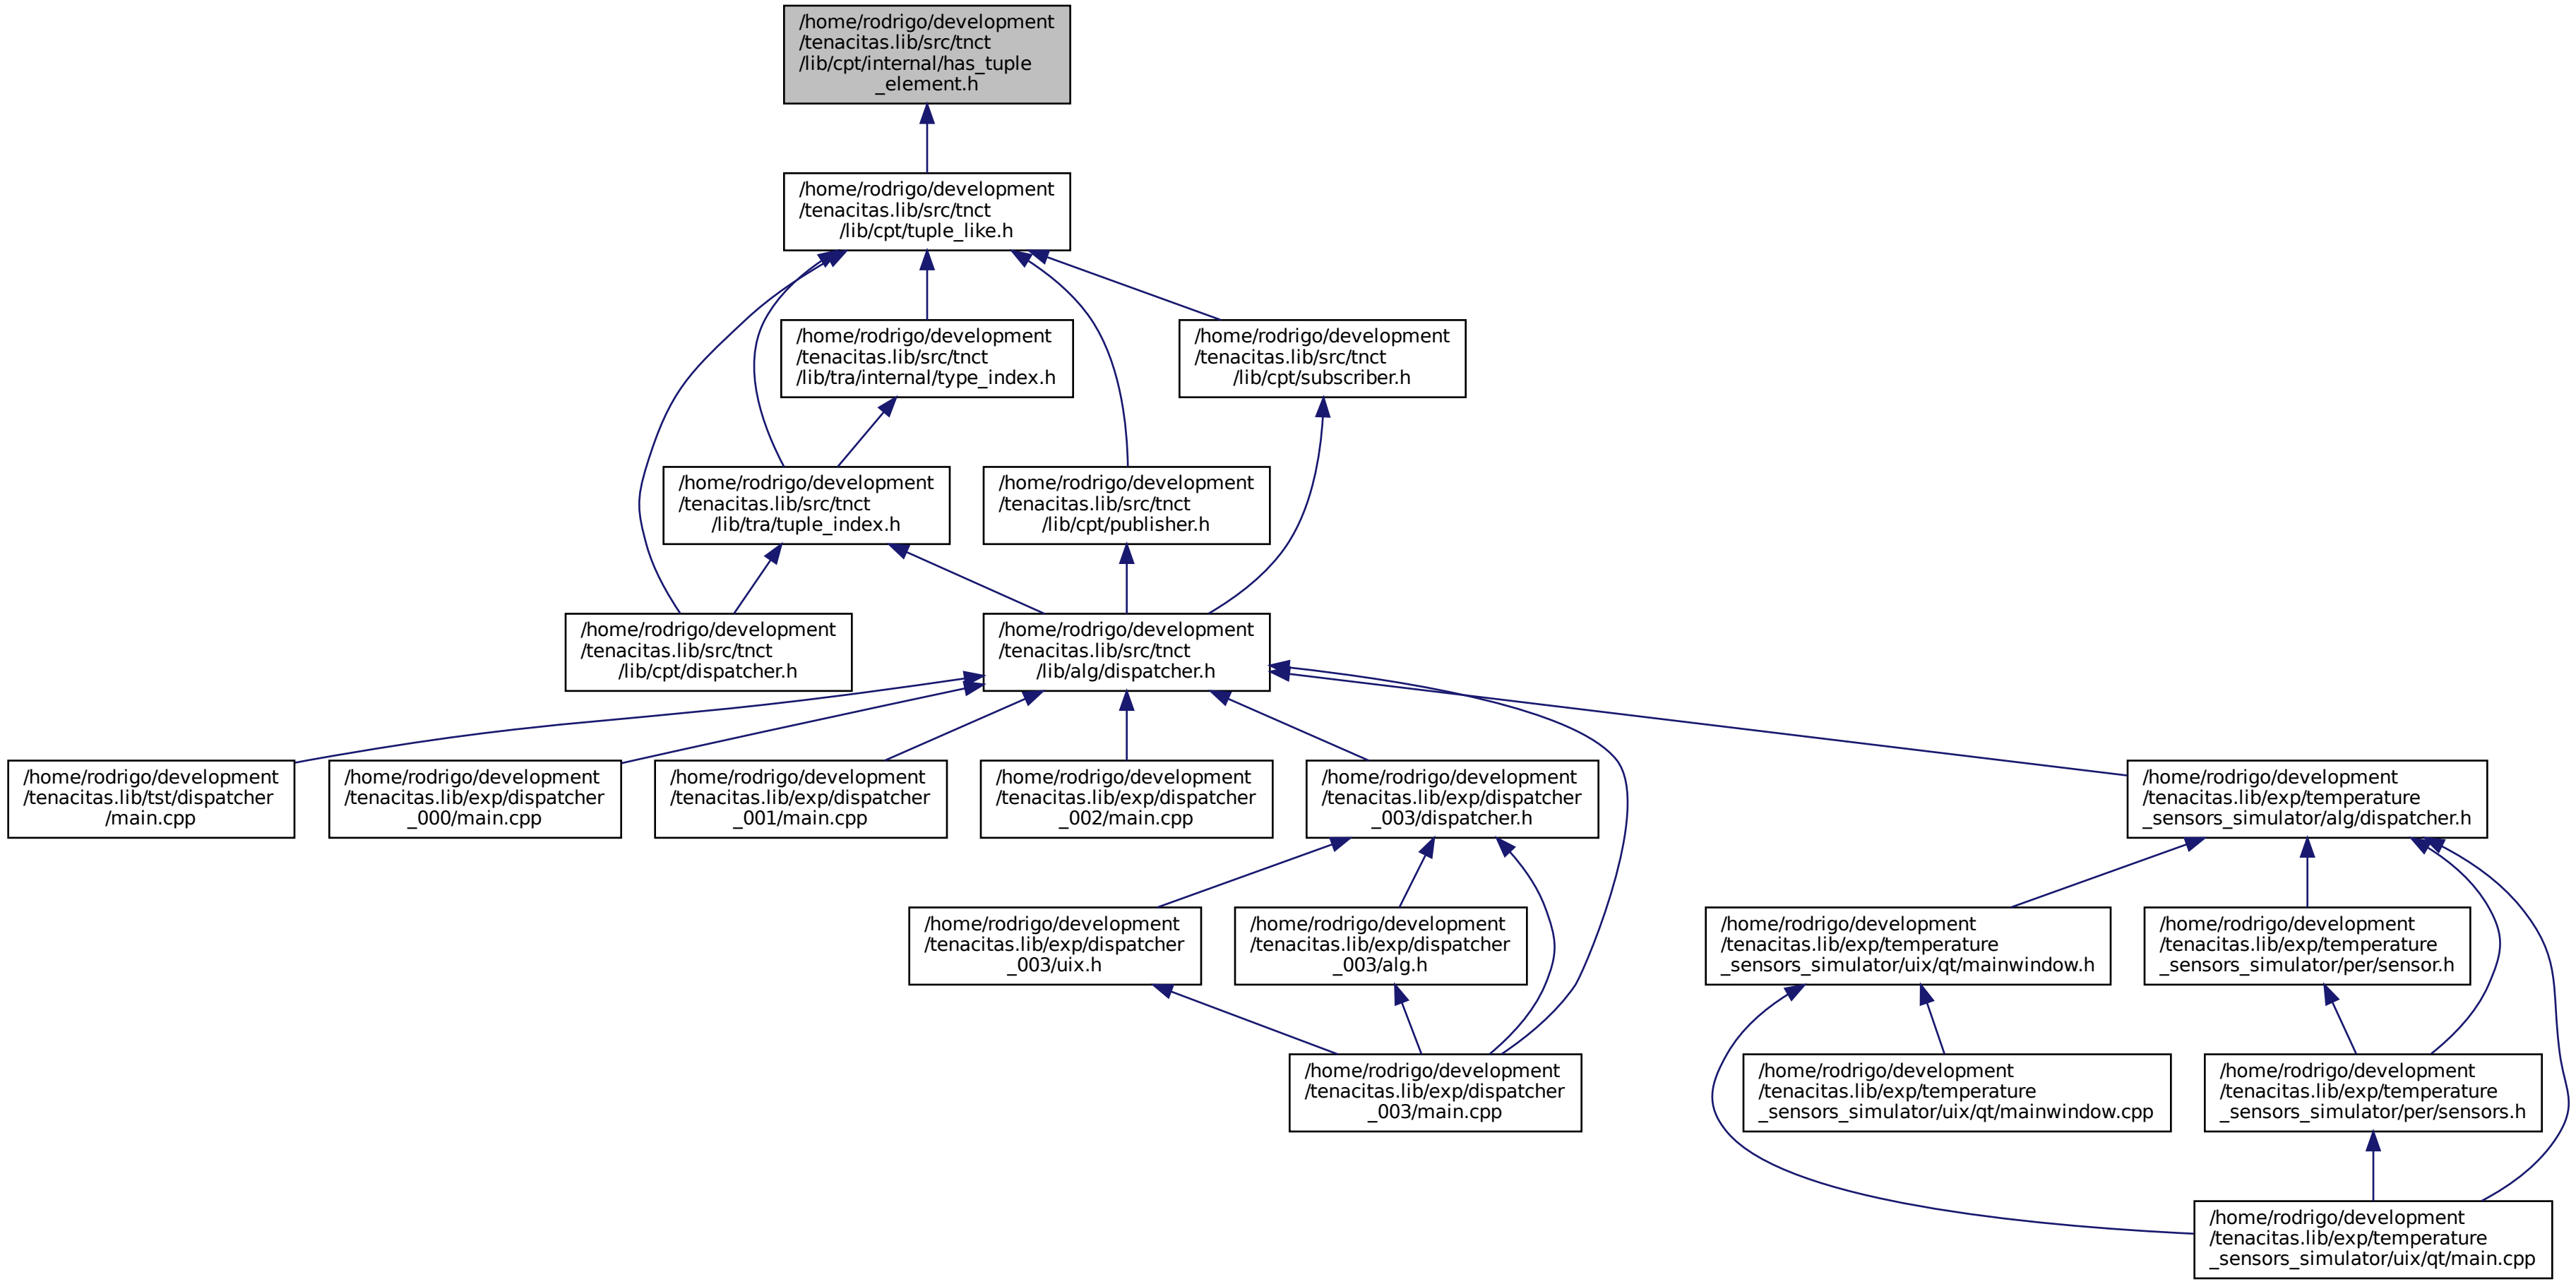 /home/rodrigo/development
/tenacitas.lib/src/tnct
/lib/cpt/internal/has_tuple
_element.h
/home/rodrigo/development
/tenacitas.lib/src/tnct
/lib/cpt/tuple_like.h
/home/rodrigo/development
/tenacitas.lib/src/tnct
/lib/tra/internal/type_index.h
/home/rodrigo/development
/tenacitas.lib/src/tnct
/lib/cpt/subscriber.h
/home/rodrigo/development
/tenacitas.lib/src/tnct
/lib/tra/tuple_index.h
/home/rodrigo/development
/tenacitas.lib/src/tnct
/lib/cpt/publisher.h
/home/rodrigo/development
/tenacitas.lib/src/tnct
/lib/cpt/dispatcher.h
/home/rodrigo/development
/tenacitas.lib/src/tnct
/lib/alg/dispatcher.h
/home/rodrigo/development
/tenacitas.lib/tst/dispatcher
/main.cpp
/home/rodrigo/development
/tenacitas.lib/exp/dispatcher
_000/main.cpp
/home/rodrigo/development
/tenacitas.lib/exp/dispatcher
_001/main.cpp
/home/rodrigo/development
/tenacitas.lib/exp/dispatcher
_002/main.cpp
/home/rodrigo/development
/tenacitas.lib/exp/dispatcher
_003/dispatcher.h
/home/rodrigo/development
/tenacitas.lib/exp/temperature
_sensors_simulator/alg/dispatcher.h
/home/rodrigo/development
/tenacitas.lib/exp/dispatcher
_003/uix.h
/home/rodrigo/development
/tenacitas.lib/exp/dispatcher
_003/alg.h
/home/rodrigo/development
/tenacitas.lib/exp/temperature
_sensors_simulator/uix/qt/mainwindow.h
/home/rodrigo/development
/tenacitas.lib/exp/temperature
_sensors_simulator/per/sensor.h
/home/rodrigo/development
/tenacitas.lib/exp/dispatcher
_003/main.cpp
/home/rodrigo/development
/tenacitas.lib/exp/temperature
_sensors_simulator/uix/qt/mainwindow.cpp
/home/rodrigo/development
/tenacitas.lib/exp/temperature
_sensors_simulator/per/sensors.h
/home/rodrigo/development
/tenacitas.lib/exp/temperature
_sensors_simulator/uix/qt/main.cpp